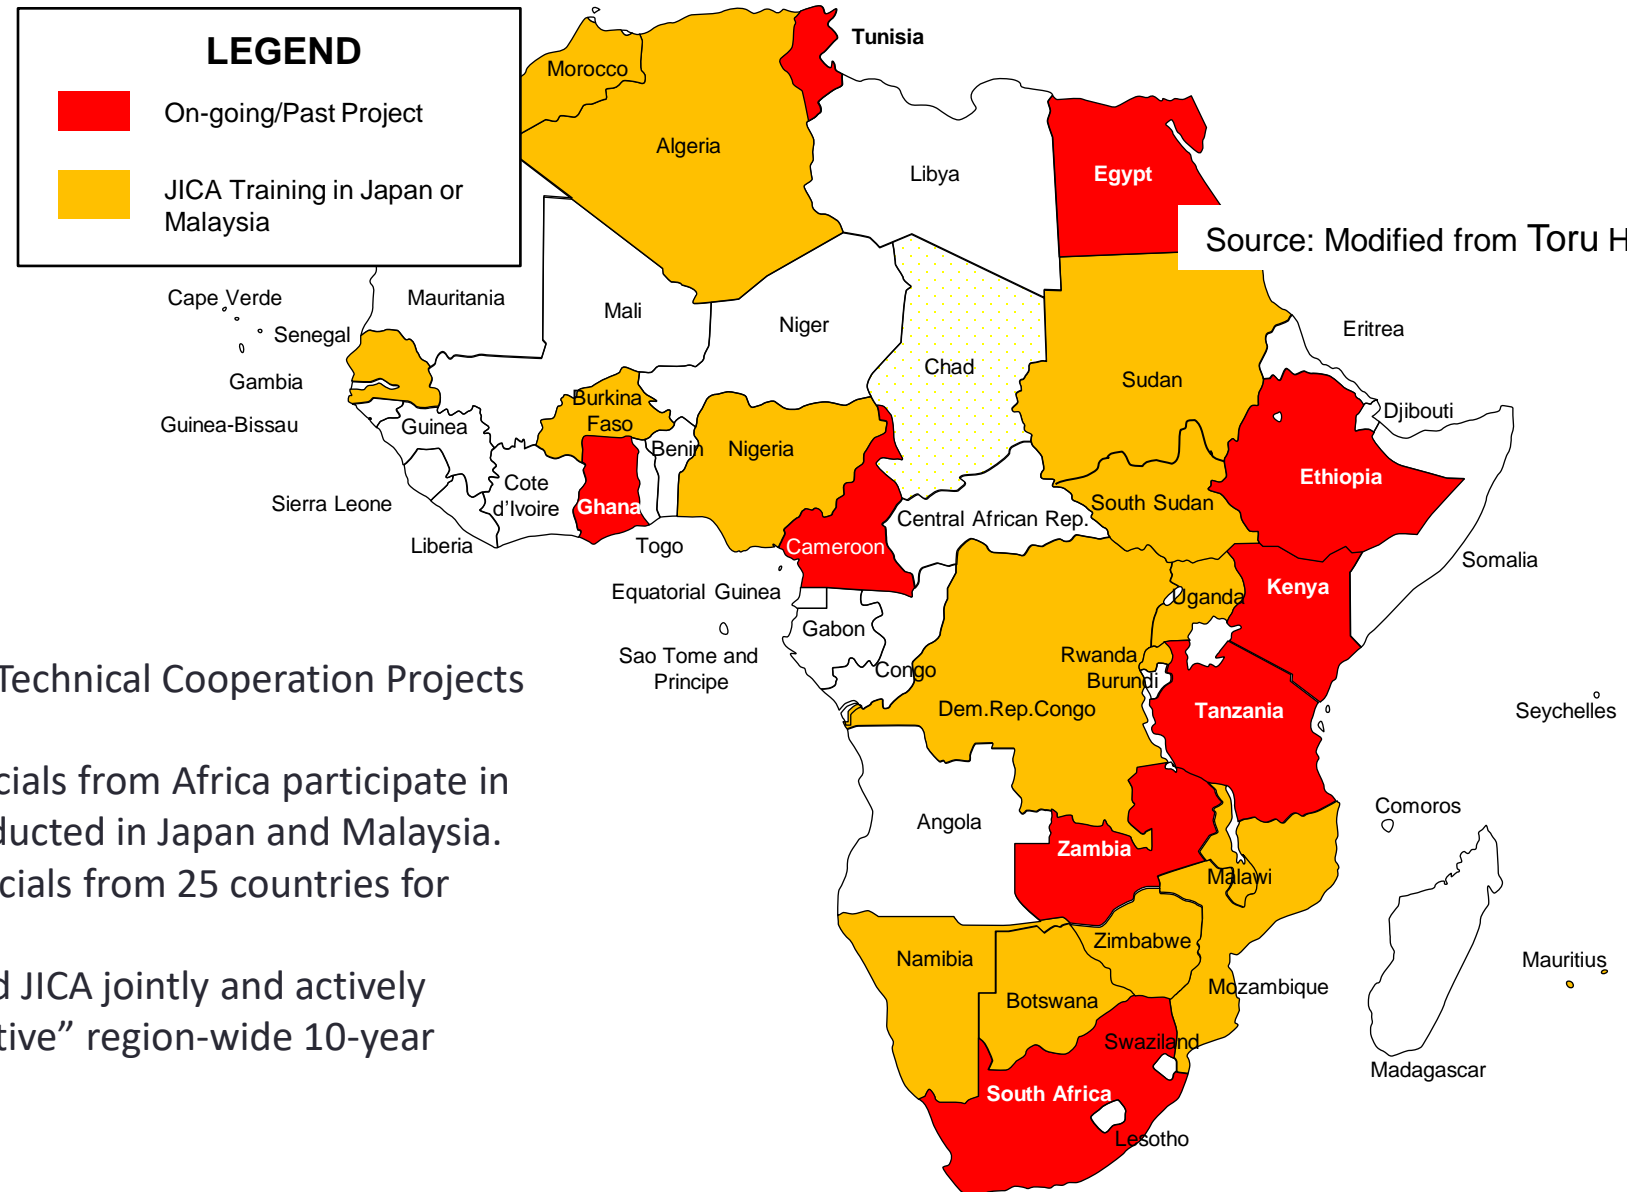 LEGEND
On-going/Past Project
JICA Training in Japan or
Malaysia
Tunisia
Morocco
Algeria
Libya
Egypt
Source: Modified from Toru H
Cape Verde
Mauritania
Mali
Niger
Senegal
Eritrea
Chad
Sudan
Gambia
Burkina
Faso
Djibouti
Guinea-Bissau
Guinea
Benin
Nigeria
Ethiopia
Sierra Leone
Cote
d'Ivoire
Ghana
South Sudan
Central African Rep.
Liberia
Togo
Cameroon
Somalia
Equatorial Guinea
Uganda
Kenya
Gabon
Sao Tome and
Principe
Congo
Rwanda
Burundi
Dem.Rep.Congo
Tanzania
Seychelles
Technical Cooperation Projects
cials from Africa participate in
ducted in Japan and Malaysia.
cials from 25 countries for
d JICA jointly and actively
tive” region-wide 10-year
Angola
Comoros
Zambia
Malawi
Namibia
Zimbabwe
Botswana
Mozambique
Mauritius
Swaziland
Madagascar
South Africa
Lesotho